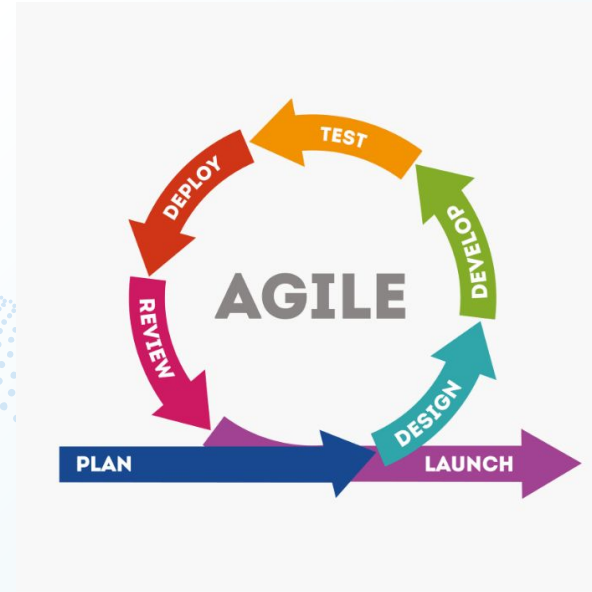 TEST
DEPLOY
DEVELOP
AGILE
REVIEW
DESIGN
PLAN
LAUNCH